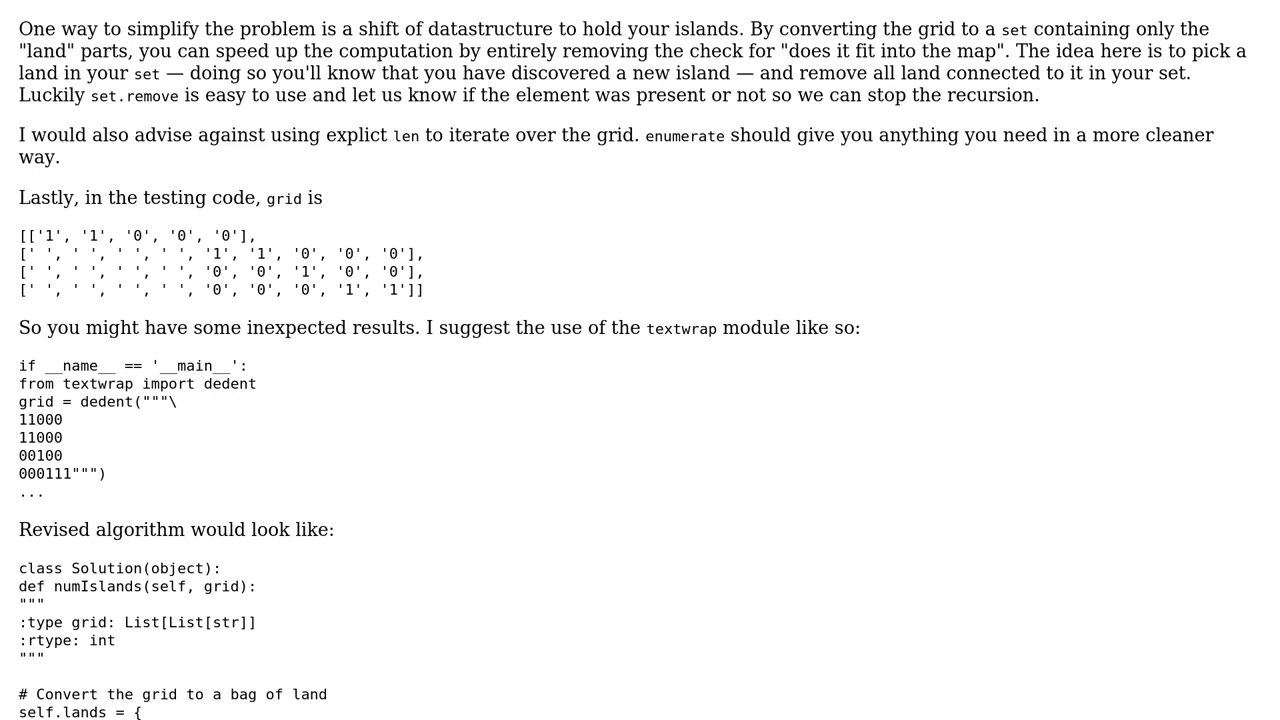 One way to simplify the problem is a shift of datastructure to hold your islands. By converting the grid to a set containing only the
"land" parts, you can speed up the computation by entirely removing the check for "does it fit into the map". The idea here is to pick a
land in your set — doing so you'll know that you have discovered a new island — and remove all land connected to it in your set.
Luckily set.remove is easy to use and let us know if the element was present or not so we can stop the recursion.
I would also advise against using explict len to iterate over the grid. enumerate should give you anything you need in a more cleaner
way.
Lastly, in the testing code, grid is
[['1', '1', '0', '0', '0'],
[' ', ' ', ' ', ' ', '1', '1', '0', '0', '0'],
[' ', ' ', ' ', ' ', '0', '0', '1', '0', '0'],
[' ', ' ', ' ', ' ', '0', '0', '0', '1', '1']]
So you might have some inexpected results. I suggest the use of the textwrap module like so:
if __name__ == '__main__':
from textwrap import dedent
grid = dedent("""\
11000
11000
00100
000111""")
...
Revised algorithm would look like:
class Solution(object):
def numIslands(self, grid):
"""
:type grid: List[List[str]]
:rtype: int
"""
# Convert the grid to a bag of land
self.lands = {